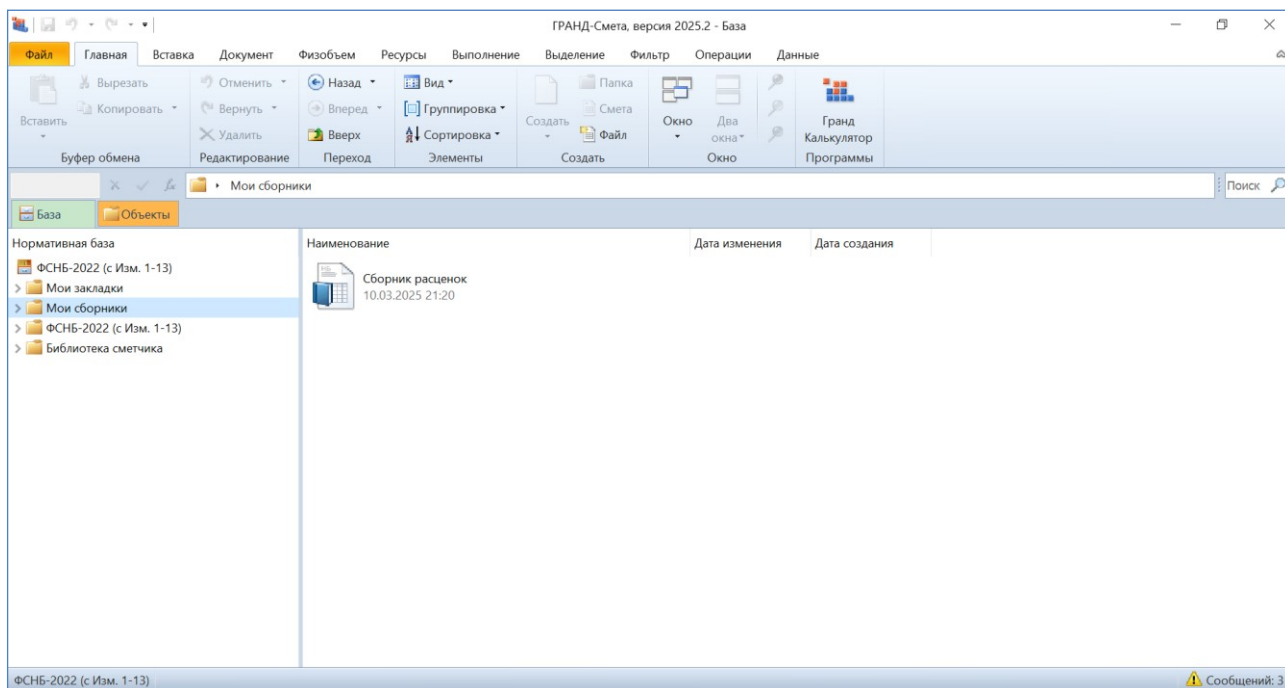 ГРАНД-Смета, версия 2025.2 - База
Файл Главная Вставка Документ Физобъем Ресурсы Выполнение Выделение Фильтр Операции Данные
Вставить
Вырезать
Копировать
Буфер обмена
Отменить
Вернуть
Удалить
Редактирование
Назад
Вперед
Вверх
Переход
Вид
Группировка
Сортировка
Элементы
Создать
Папка
Смета
Файл
Создать
Окно
Два
окна
Окно
Гранд
Калькулятор
Программы
fx Мои сборники Поиск
База Объекты
Нормативная база
ФСНБ-2022 (с Изм. 1-13)
Мои закладки
Мои сборники
ФСНБ-2022 (с Изм. 1-13)
Библиотека сметчика
Наименование Дата изменения Дата создания
Сборник расценок
10.03.2025 21:20
ФСНБ-2022 (с Изм. 1-13) Сообщений: 3